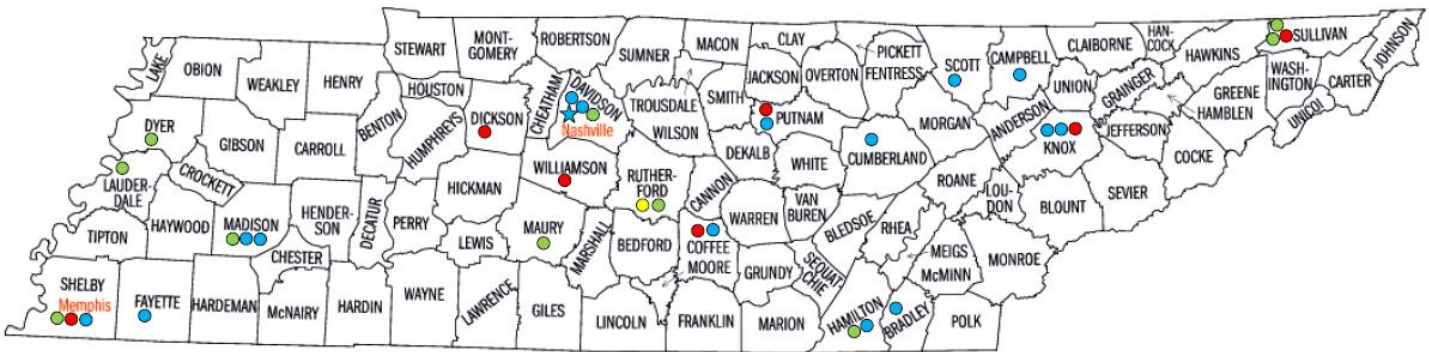 LAKE
OBION
WEAKLEY
HENRY
STEWART
MONT-
GOMERY
ROBERTSON
SUMNER
MACON
CLAY
PICKETT
FENTRESS
SCOTT
CAMPBELL
CLAIBORNE
HAN-
COCK
HAWKINS
SULLIVAN
JOHNSON
DYER
GIBSON
CARROLL
BENTON
HOUSTON
HUMPHREYS
DICKSON
CHEATHAM
DAVIDSON
Nashville
TROUSDALE
WILSON
SMITH
JACKSON
OVERTON
PUTNAM
MORGAN
ANDERSON
UNION
GRAINGER
HAMBLEN
GREENE
WASH-
INGTON
UNICOI
CARTER
LAUDER-
DALE
CROCKETT
HAYWOOD
MADISON
HENDER-
SON
DECATUR
PERRY
HICKMAN
WILLIAMSON
RUTHER-
FORD
CANNON
DEKALB
WHITE
CUMBERLAND
ROANE
LOU-
DON
KNOX
JEFFERSON
SEVIER
COCKE
TIPTON
CHESTER
LEWIS
MAURY
MARSHALL
BEDFORD
COFFEE
MOORE
WARREN
VAN
BUREN
BLEDSOE
RHEA
MEIGS
McMINN
MONROE
BLOUNT
SHELBY
Memphis
FAYETTE
HARDEMAN
McNAIRY
HARDIN
WAYNE
LAWRENCE
GILES
LINCOLN
FRANKLIN
GRUNDY
MARION
SEQUAT
CHIE
HAMILTON
BRADLEY
POLK